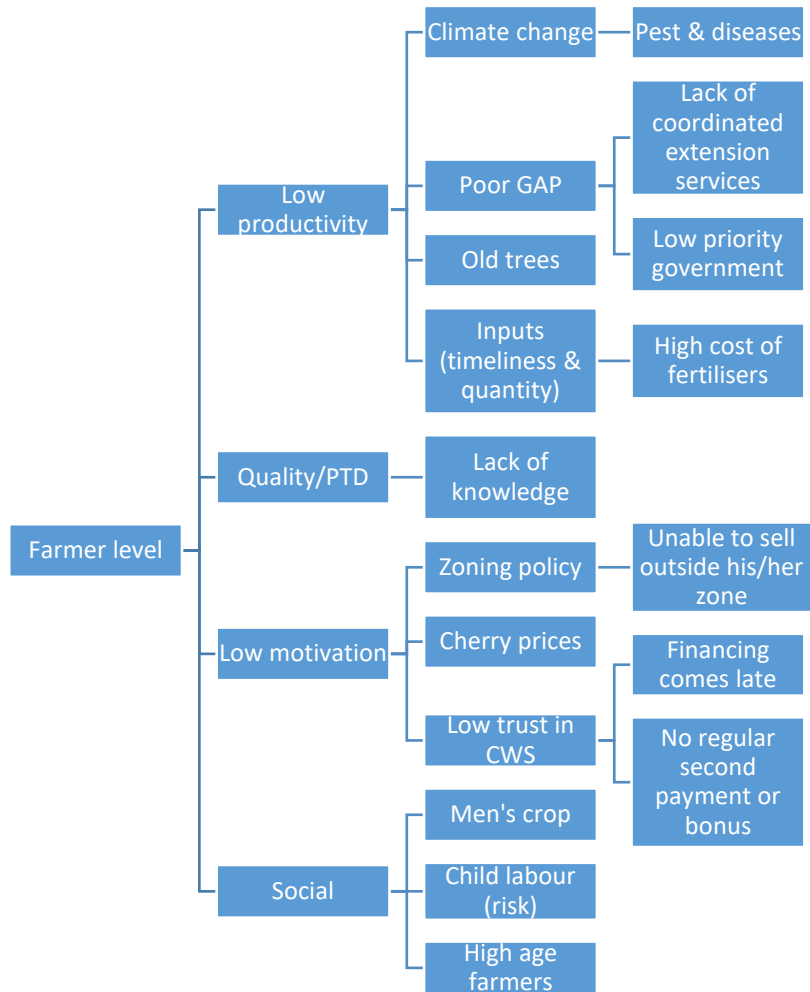 Climate change
Pest & diseases
Lack of
coordinated
extension
services
Poor GAP
Low
productivity
Low priority
government
Old trees
Inputs
(timeliness &
quantity)
High cost of
fertilisers
Quality/PTD
Lack of
knowledge
Farmer level
Zoning policy
Unable to sell
outside his/her
zone
Low motivation
Cherry prices
Financing
comes late
Low trust in
CWS
No regular
second
payment or
bonus
Men's crop
Social
Child labour
(risk)
High age
farmers